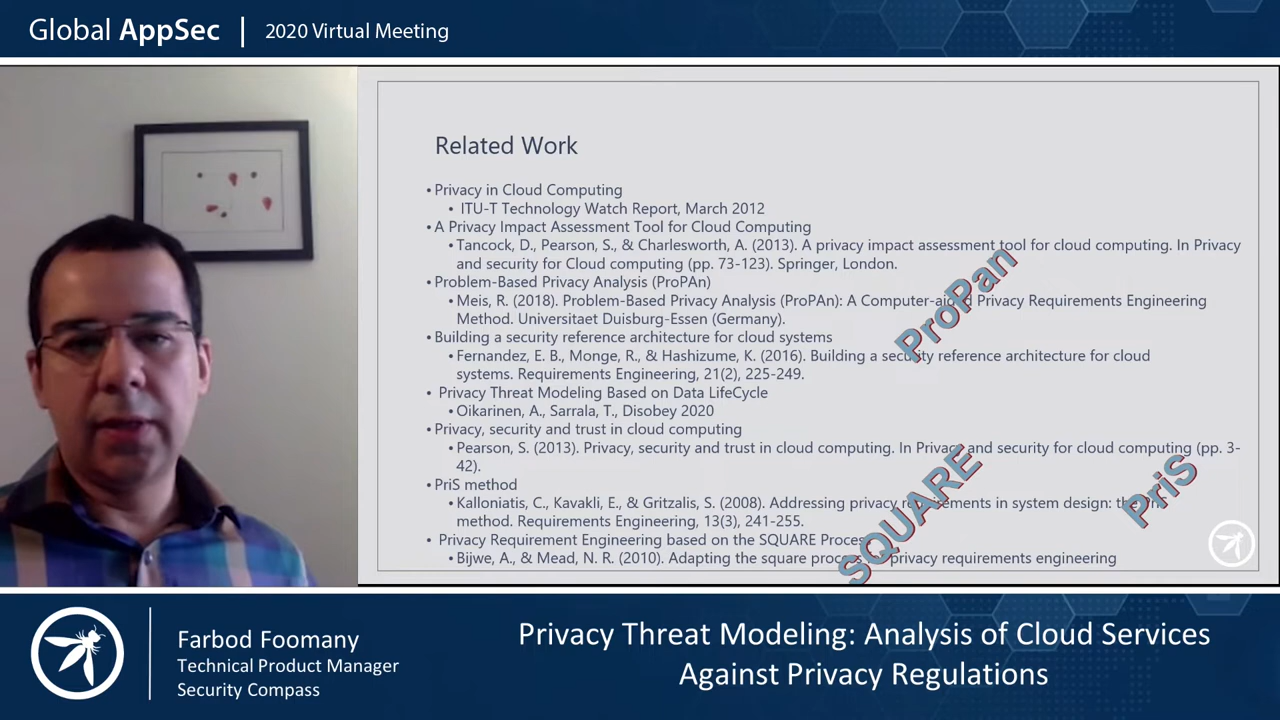 Global AppSec | 2020 Virtual Meeting
Related Work
• Privacy in Cloud Computing
• ITU-T Technology Watch Report, March 2012
• A Privacy Impact Assessment Tool for Cloud Computing
• Tancock, D., Pearson, S., & Charlesworth, A. (2013). A privacy impact assessment tool for cloud computing. In Privacy
and security for Cloud computing (pp. 73-123). Springer, London.
• Problem-Based Privacy Analysis (ProPAn)
• Meis, R. (2018). Problem-Based Privacy Analysis (ProPAn): A Computer-aided Privacy Requirements Engineering
Method. Universitaet Duisburg-Essen (Germany).
• Building a security reference architecture for cloud systems
• Fernandez, E. B., Monge, R., & Hashizume, K. (2016). Building a security reference architecture for cloud
systems. Requirements Engineering, 21(2), 225-249.
• Privacy Threat Modeling Based on Data LifeCycle
• Oikarinen, A., Sarrala, T., Disobey 2020
• Privacy, security and trust in cloud computing
• Pearson, S. (2013). Privacy, security and trust in cloud computing. In Privacy and security for cloud computing (pp. 3-
42).
• PriS method
• Kalloniatis, C., Kavakli, E., & Gritzalis, S. (2008). Addressing privacy requirements in system design: the
method. Requirements Engineering, 13(3), 241-255.
• Privacy Requirement Engineering based on the SQUARE Process
• Bijwe, A., & Mead, N. R. (2010). Adapting the square process privacy requirements engineering
ProPan
SQUARE
PriS
Farbod Foomany
Technical Product Manager
Security Compass
Privacy Threat Modeling: Analysis of Cloud Services
Against Privacy Regulations